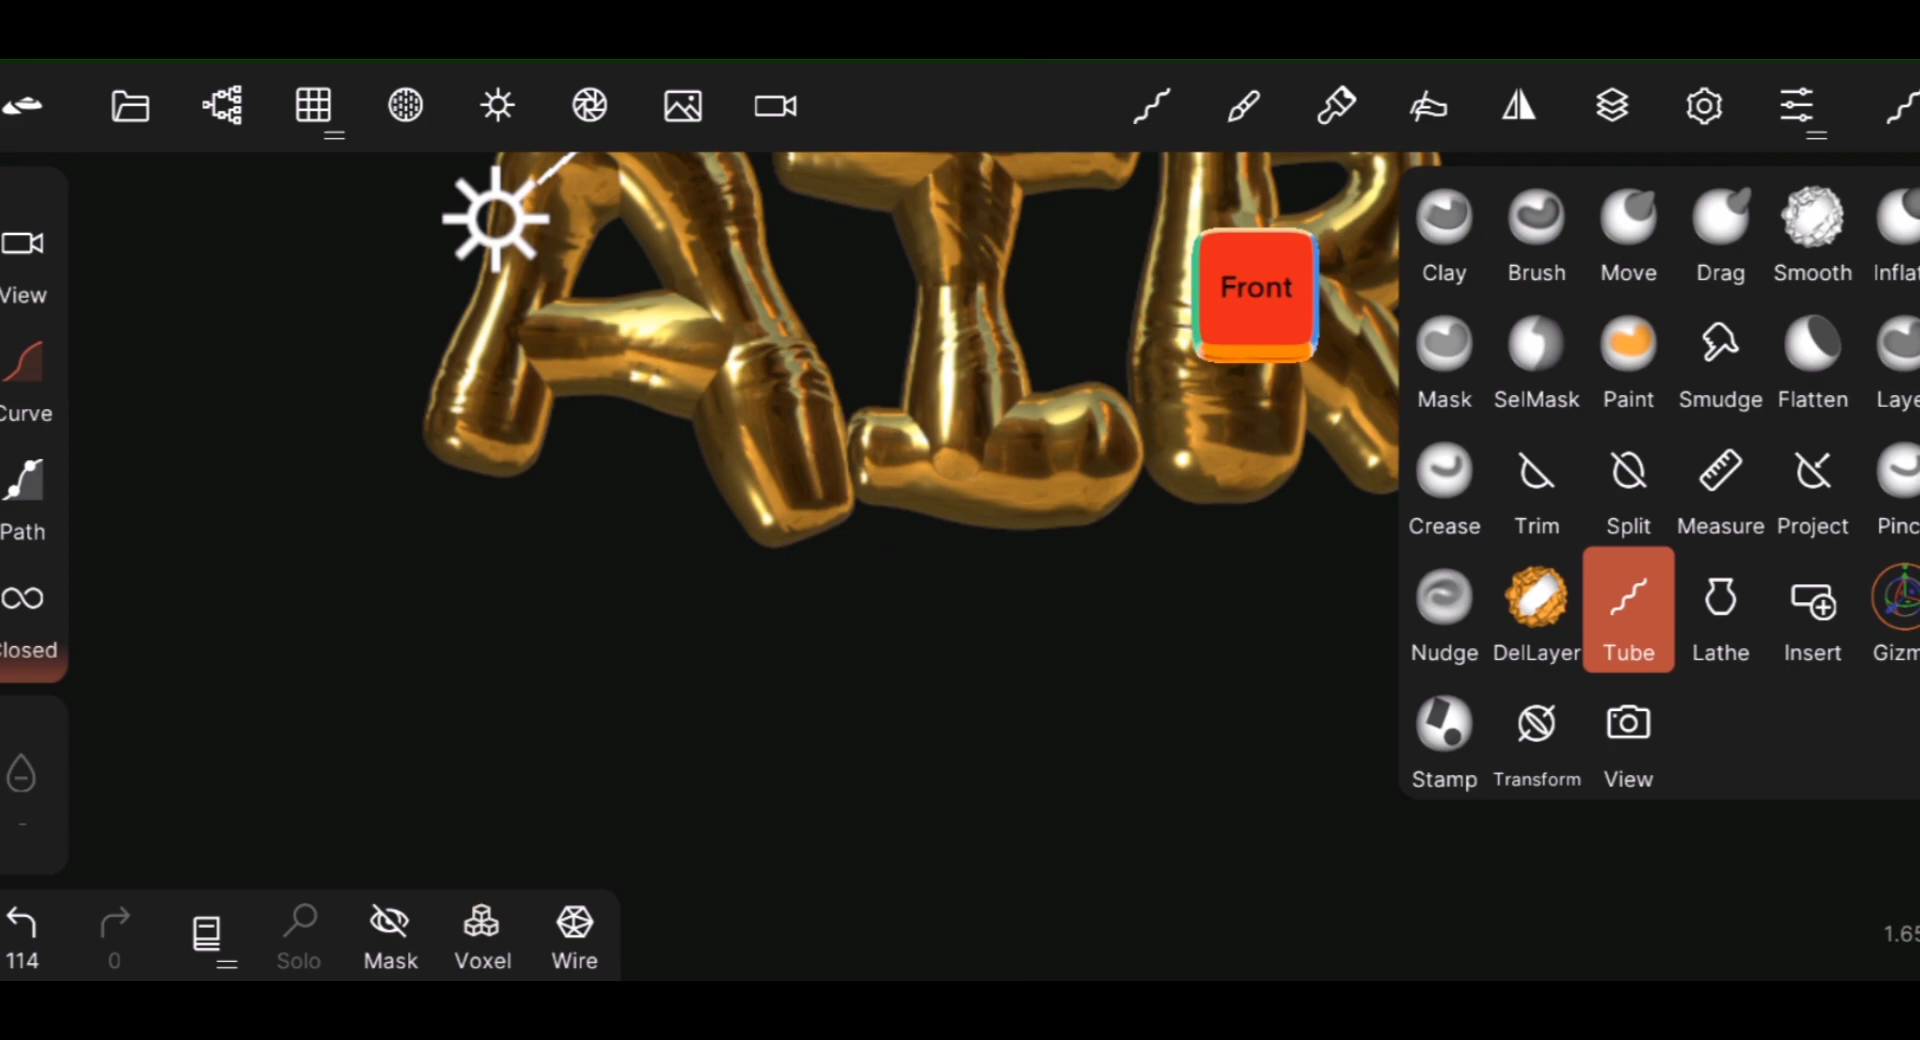 View
Curve
Path
Closed
-
114
0
Solo
Mask
Voxel
Wire
AIR
Front
Clay Brush Move Drag Smooth Inflat
Mask SelMask Paint Smudge Flatten Laye
Crease Trim Split Measure Project Pinc
Nudge DelLayer Tube Lathe Insert Gizm
Stamp Transform View
1.65